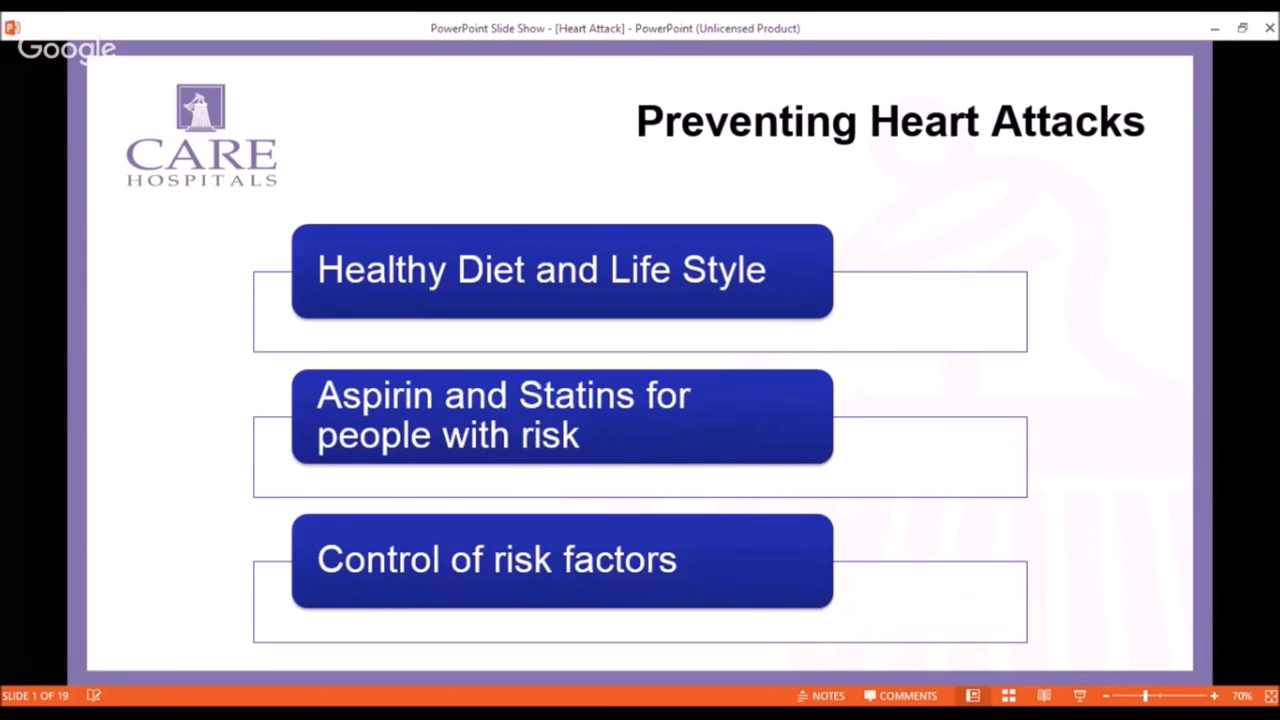 PowerPoint Slide Show - [Heart Attack] - PowerPoint (Unlicensed Product)
Google
CARE
HOSPITALS
Preventing Heart Attacks
Healthy Diet and Life Style
Aspirin and Statins for
people with risk
Control of risk factors
SLIDE 1 OF 19
NOTES
COMMENTS
70%